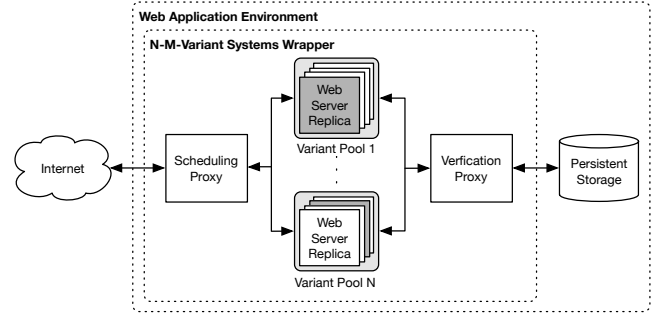 Web Application Environment
N-M-Variant Systems Wrapper
Web
Server
Replica
Variant Pool 1
Internet
Scheduling
Proxy
Verfication
Proxy
Persistent
Storage
Web
Server
Replica
Variant Pool N